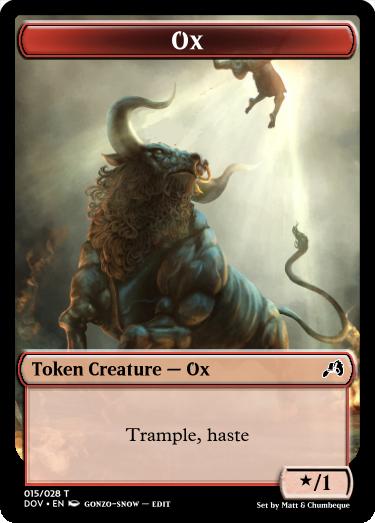 Ox
Token Creature — Ox
Trample, haste
★/1
015/028 T
DOV • EN GONZO-SNOW — EDIT
Set by Matt & Chumbeque